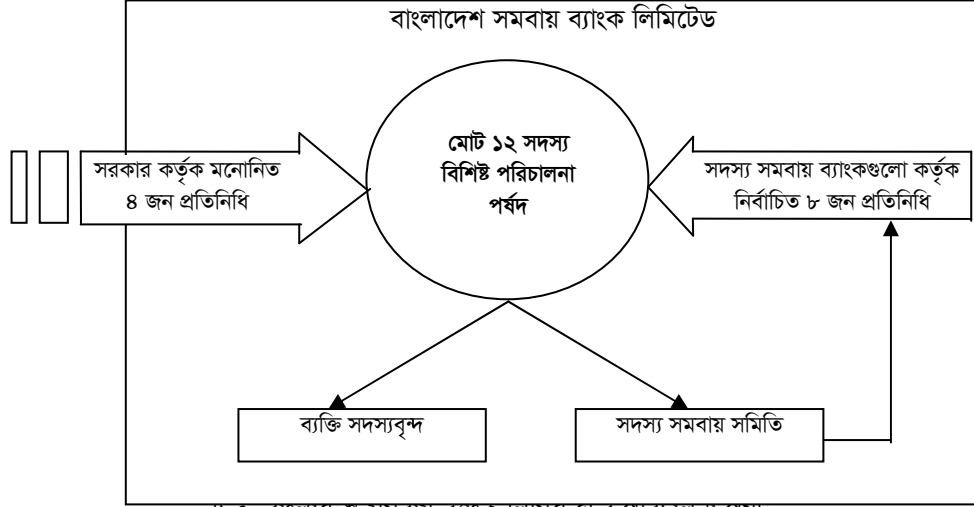 বাংলাদেশ সমবায় ব্যাংক লিমিটেড
মোট ১২ সদস্য
বিশিষ্ট পরিচালনা
পর্ষদ
সরকার কর্তৃক মনোনিত
৪ জন প্রতিনিধি
সদস্য সমবায় ব্যাংকগুলো কর্তৃক
নির্বাচিত ৮ জন প্রতিনিধি
ব্যক্তি সদস্যবৃন্দ
সদস্য সমবায় সমিতি